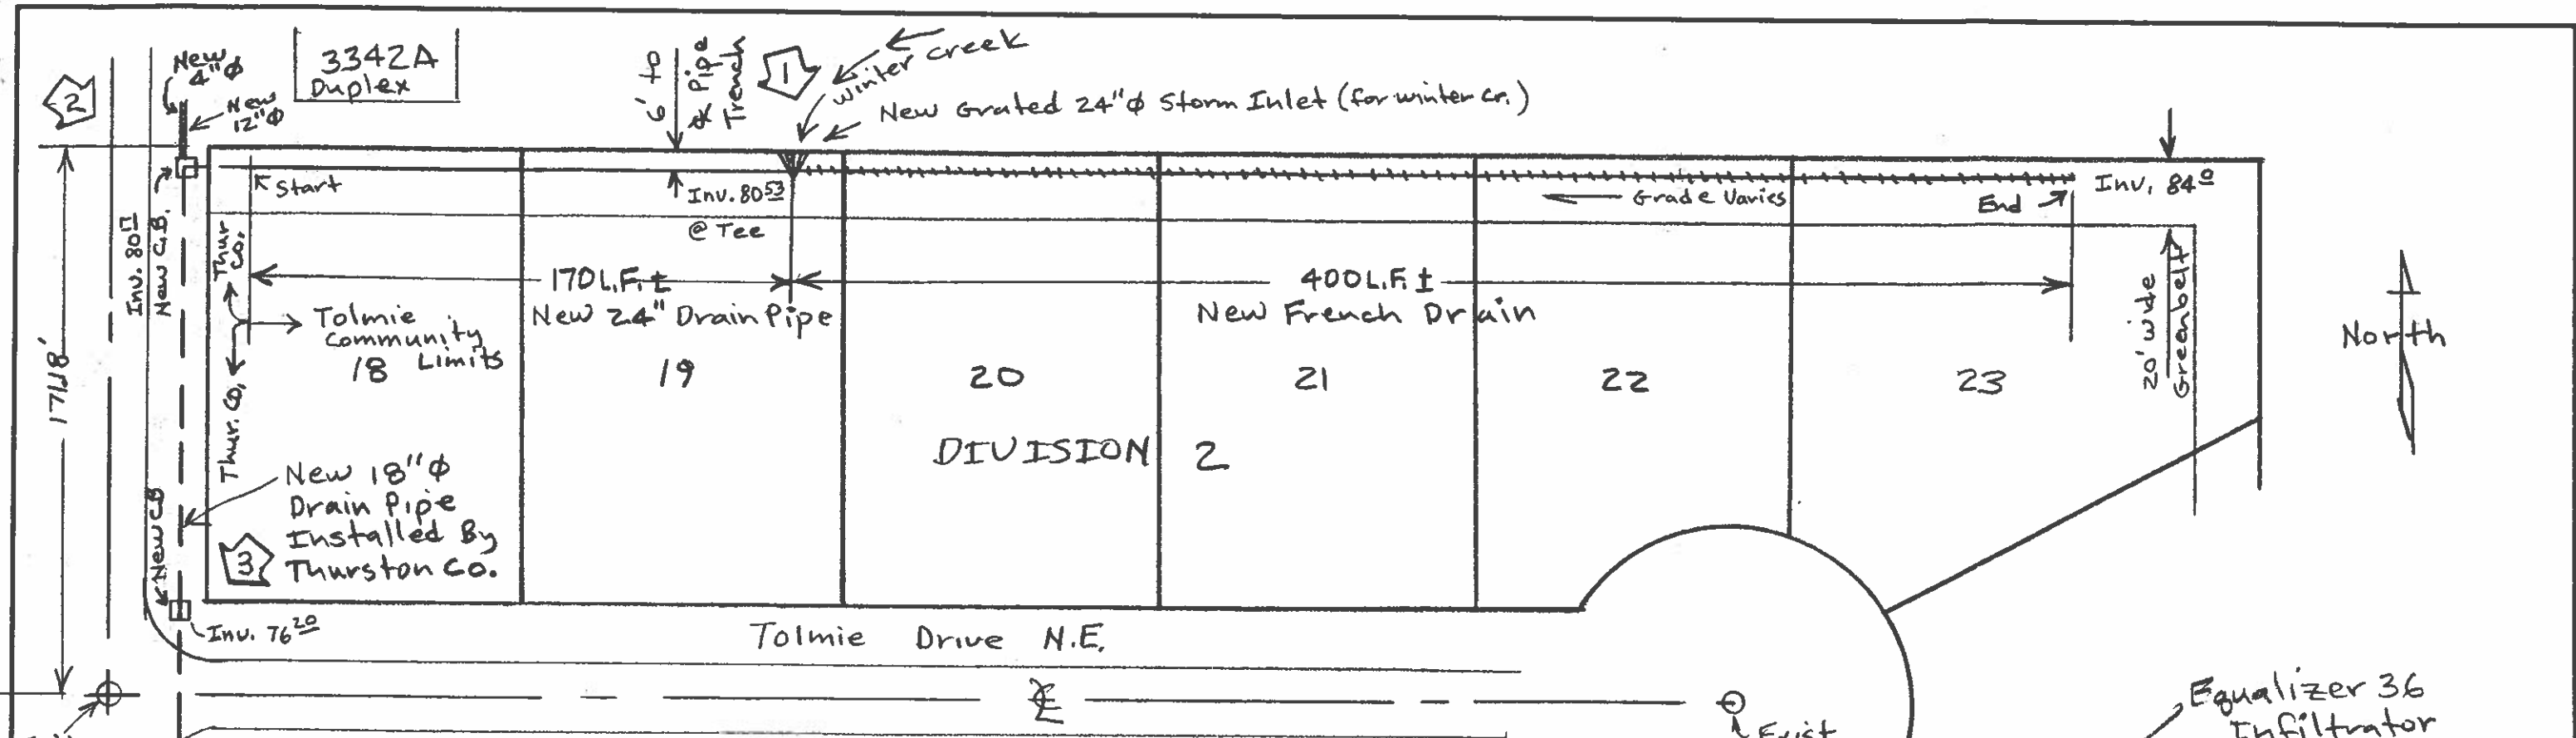 2
New
4"Ø
New
12"Ø
3342A
Duplex
6' to
₵ Pipe
Trench
1
Winter Creek
New Grated 24"Ø Storm Inlet (for winter cr.)
Start
Inv. 80 53
@ Tee
Grade Varies
End
Inv. 84 0
Inv. 80 17
New C.B.
Thur
Co.
Thur. Co.
Tolmie
Community
Limits
170 L.F. ±
New 24" Drain Pipe
400 L.F. ±
New French Drain
20' wide
Greenbelt
North
171.18'
18
19
20
21
22
23
DIVISION 2
New 18"Ø
Drain Pipe
Installed By
Thurston Co.
3
New CB
Inv. 76 20
Tolmie Drive N.E.
℄
Exist
Equalizer 36
Infiltrator